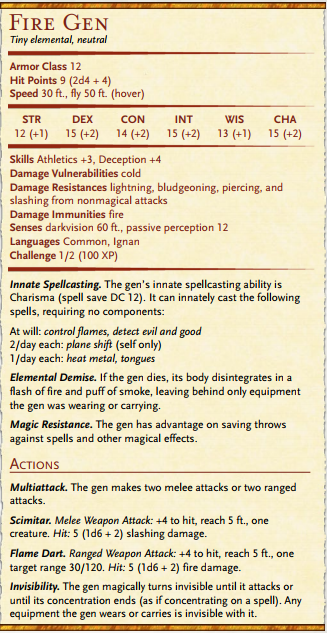 FIRE GEN
Tiny elemental, neutral
Armor Class 12
Hit Points 9 (2d4 + 4)
Speed 30 ft., fly 50 ft. (hover)
STR DEX CON INT WIS CHA
12 (+1) 15 (+2) 14 (+2) 15 (+2) 13 (+1) 15 (+2)
Skills Athletics +3, Deception +4
Damage Vulnerabilities cold
Damage Resistances lightning, bludgeoning, piercing, and
slashing from nonmagical attacks
Damage Immunities fire
Senses darkvision 60 ft., passive perception 12
Languages Common, Ignan
Challenge 1/2 (100 XP)
Innate Spellcasting. The gen's innate spellcasting ability is
Charisma (spell save DC 12). It can innately cast the following
spells, requiring no components:
At will: control flames, detect evil and good
2/day each: plane shift (self only)
1/day each: heat metal, tongues
Elemental Demise. If the gen dies, its body disintegrates in a
flash of fire and puff of smoke, leaving behind only equipment
the gen was wearing or carrying.
Magic Resistance. The gen has advantage on saving throws
against spells and other magical effects.
ACTIONS
Multiattack. The gen makes two melee attacks or two ranged
attacks.
Scimitar. Melee Weapon Attack: +4 to hit, reach 5 ft., one
creature. Hit: 5 (1d6 + 2) slashing damage.
Flame Dart. Ranged Weapon Attack: +4 to hit, reach 5 ft., one
target range 30/120. Hit: 5 (1d6 + 2) fire damage.
Invisibility. The gen magically turns invisible until it attacks or
until its concentration ends (as if concentrating on a spell). Any
equipment the gen wears or carries is invisible with it.